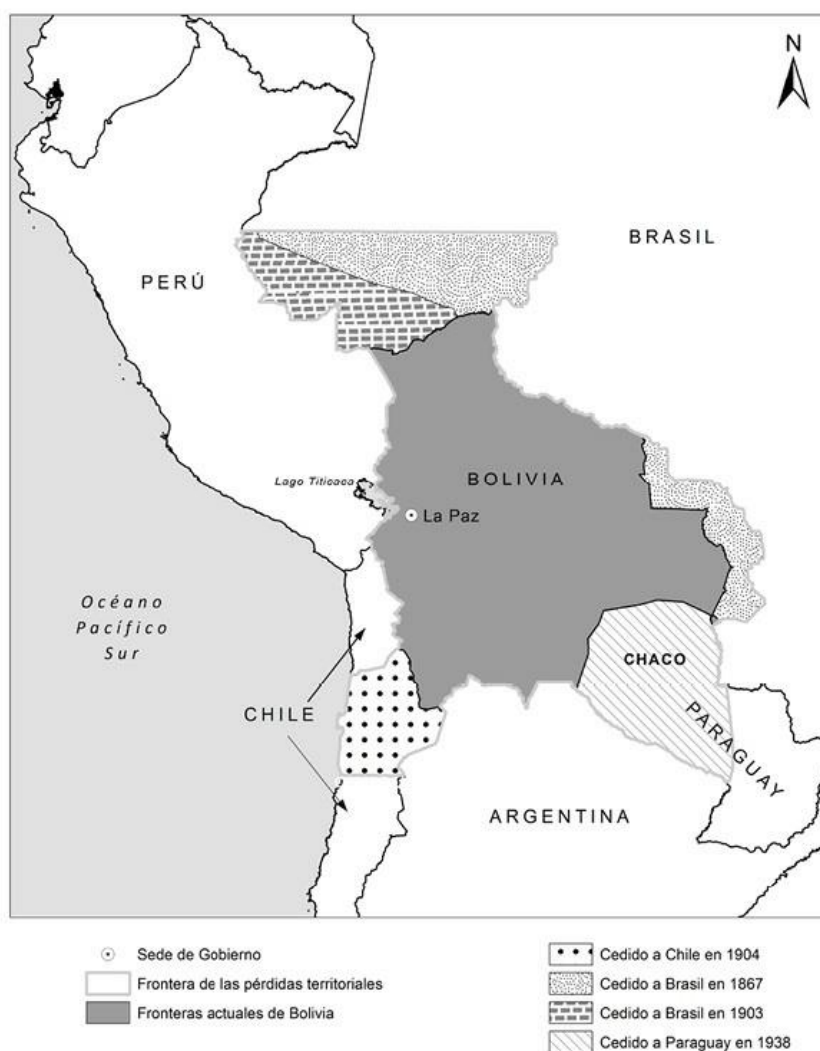 N
BRASIL
PERÚ
Lago Titicaca
BOLIVIA
La Paz
Océano
Pacífico
Sur
CHACO
CHILE
PARAGUAY
ARGENTINA
Sede de Gobierno
Frontera de las pérdidas territoriales
Fronteras actuales de Bolivia
Cedido a Chile en 1904
Cedido a Brasil en 1867
Cedido a Brasil en 1903
Cedido a Paraguay en 1938